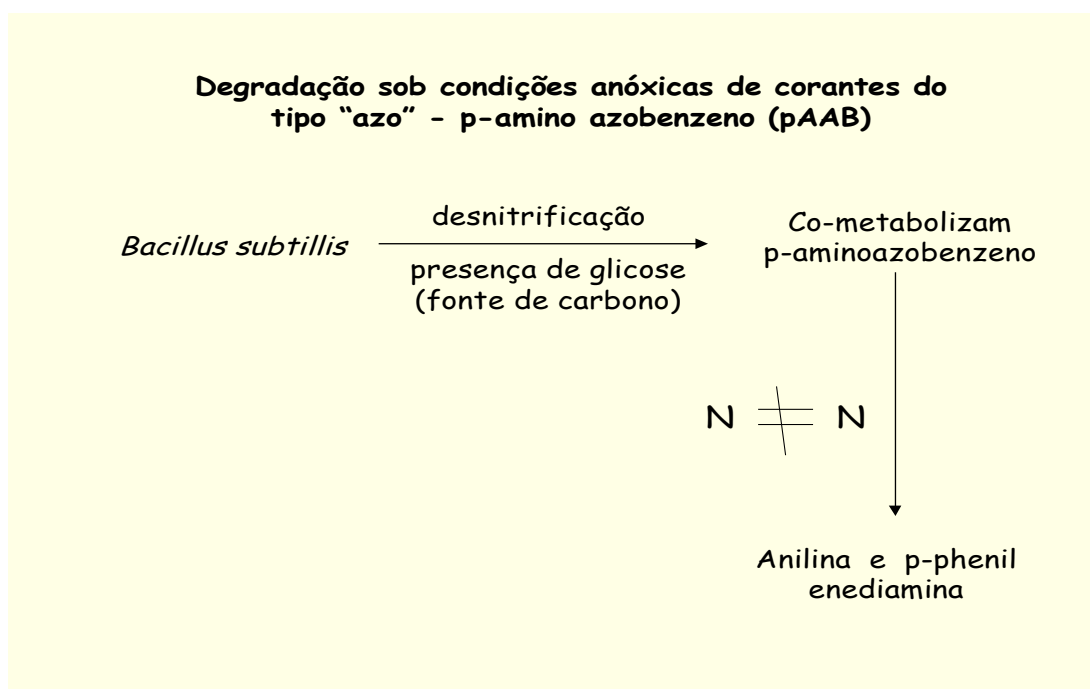 Degradação sob condições anóxicas de corantes do
tipo “azo” - p-amino azobenzeno (pAAB)
Bacillus subtillis
desnitrificação
presença de glicose
(fonte de carbono)
Co-metabolizam
p-aminoazobenzeno
N N
Anilina e p-phenil
enediamina